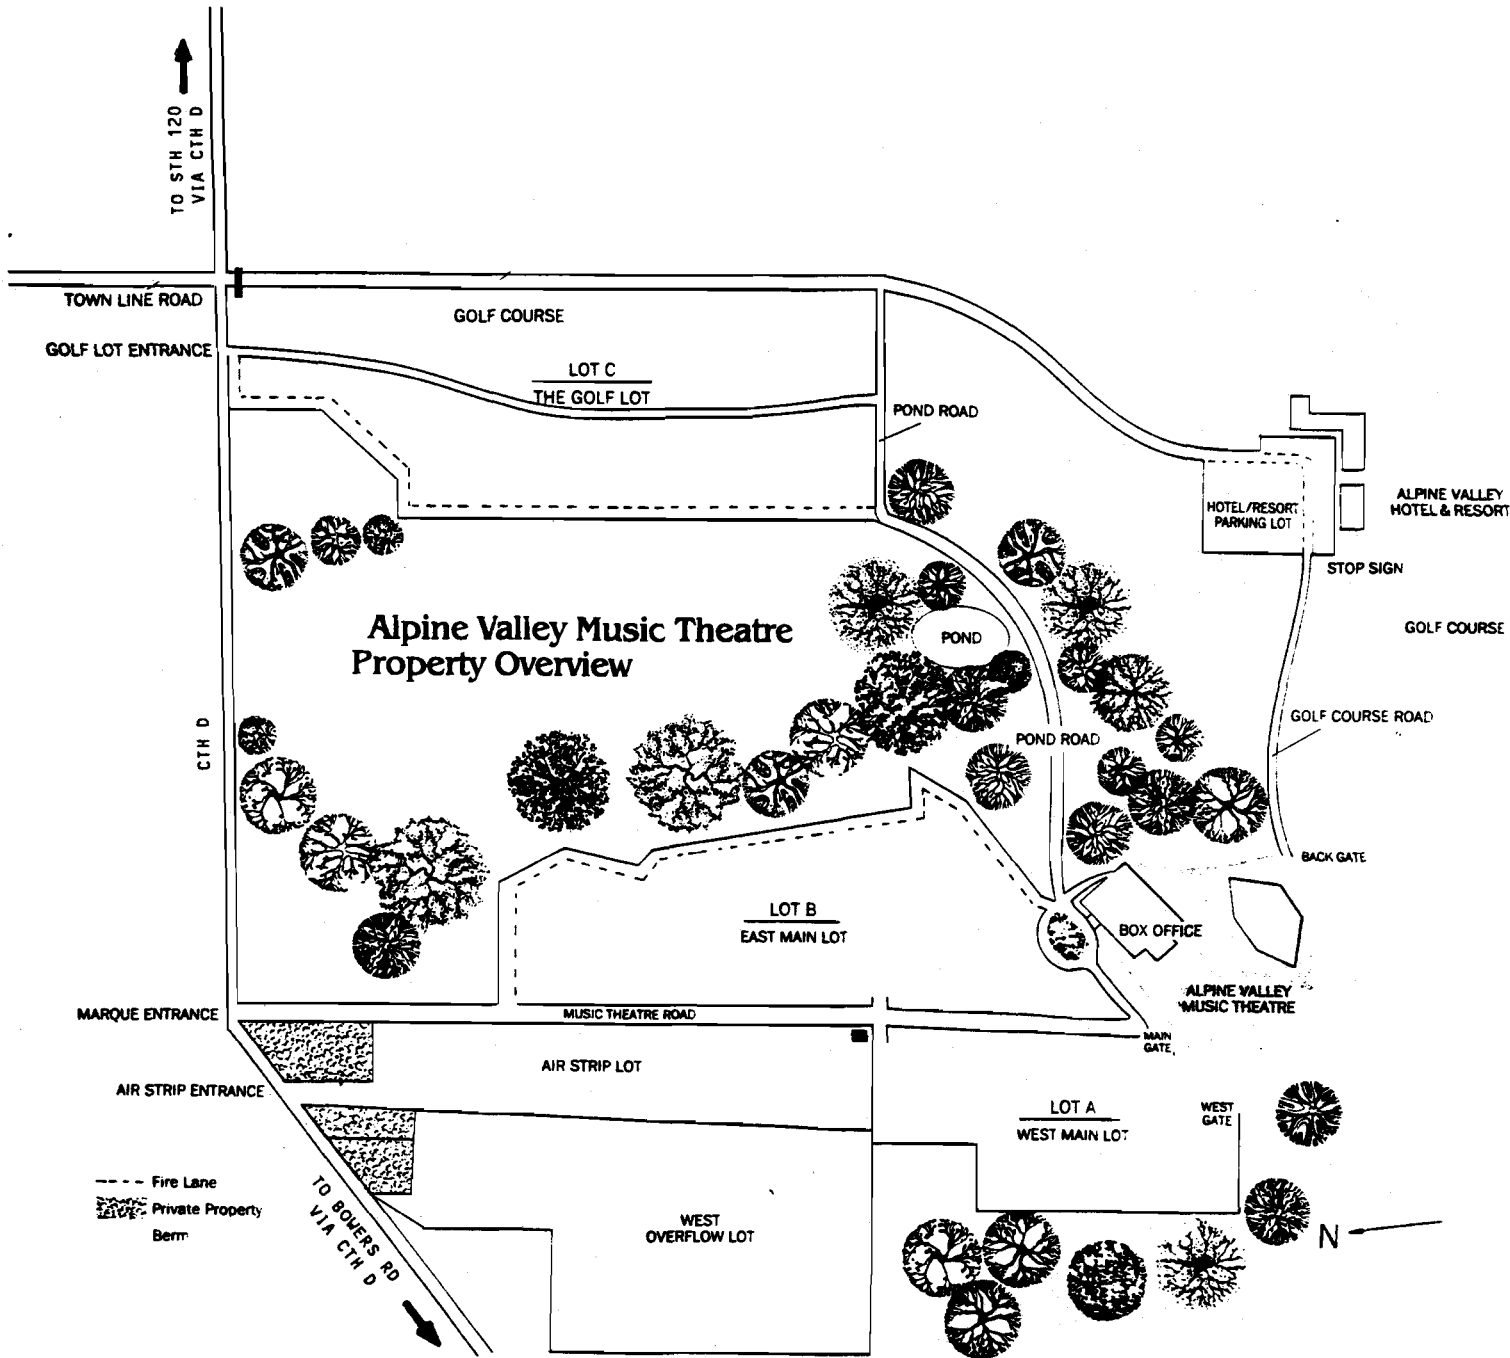 TO STH 120
VIA CTH D
TOWN LINE ROAD
GOLF COURSE
GOLF LOT ENTRANCE
LOT C
THE GOLF LOT
POND ROAD
HOTEL/RESORT
PARKING LOT
ALPINE VALLEY
HOTEL & RESORT
STOP SIGN
GOLF COURSE
Alpine Valley Music Theatre
Property Overview
POND
CTH D
POND ROAD
GOLF COURSE ROAD
BACK GATE
LOT B
EAST MAIN LOT
BOX OFFICE
ALPINE VALLEY
MUSIC THEATRE
MARQUE ENTRANCE
MUSIC THEATRE ROAD
MAIN
GATE
AIR STRIP LOT
AIR STRIP ENTRANCE
LOT A
WEST MAIN LOT
WEST
GATE
Fire Lane
Private Property
Berm
TO BOWERS RD
VIA CTH D
WEST
OVERFLOW LOT
N